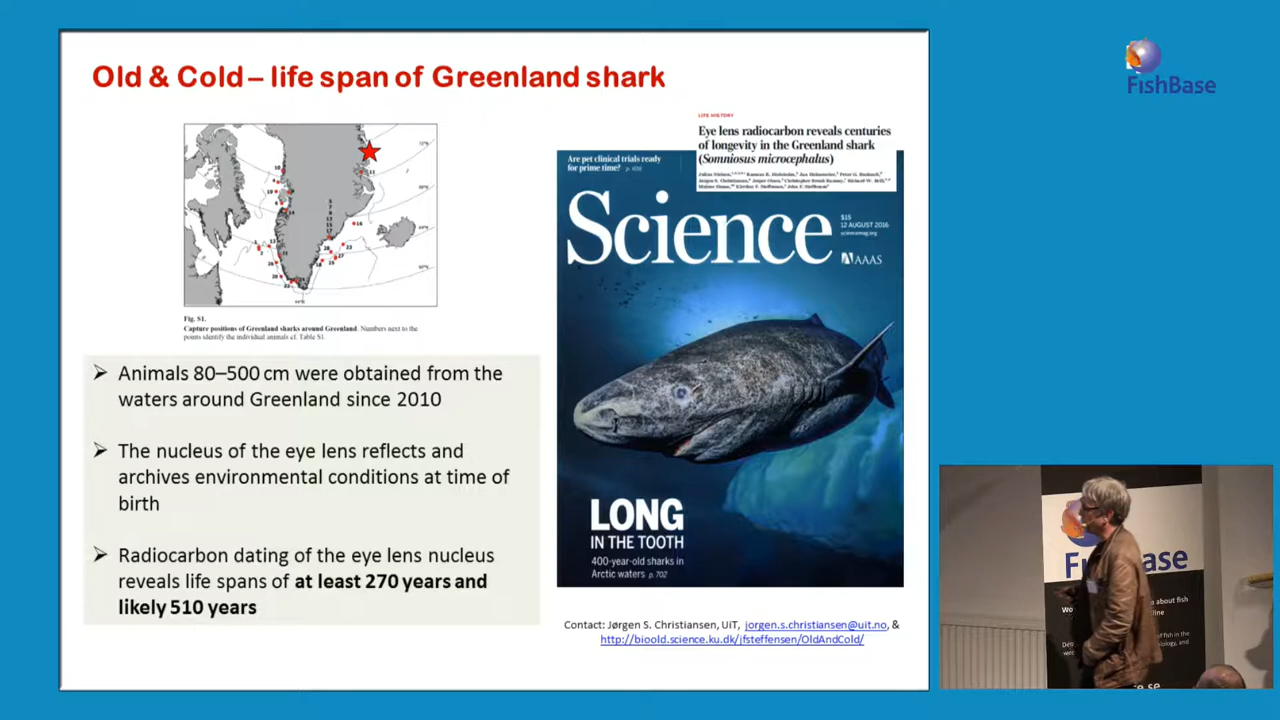 Old & Cold – life span of Greenland shark
FishBase
LIFE HISTORY
Eye lens radiocarbon reveals centuries
of longevity in the Greenland shark
(Somniosus microcephalus)
Are pet clinical trials ready
for prime time?
Science
$15
12 AUGUST 2016
sciencemag.org
AAAS
LONG
IN THE TOOTH
400-year-old sharks in
Arctic waters p. 702
Fig. S1.
Capture positions of Greenland sharks around Greenland. Numbers next to the
points identify the individual animals cf. Table S1.
➢ Animals 80–500 cm were obtained from the
waters around Greenland since 2010
➢ The nucleus of the eye lens reflects and
archives environmental conditions at time of
birth
➢ Radiocarbon dating of the eye lens nucleus
reveals life spans of at least 270 years and
likely 510 years
Contact: Jørgen S. Christiansen, UiT, jorgen.s.christiansen@uit.no, &
http://bioold.science.ku.dk/jfsteffensen/OldAndCold/